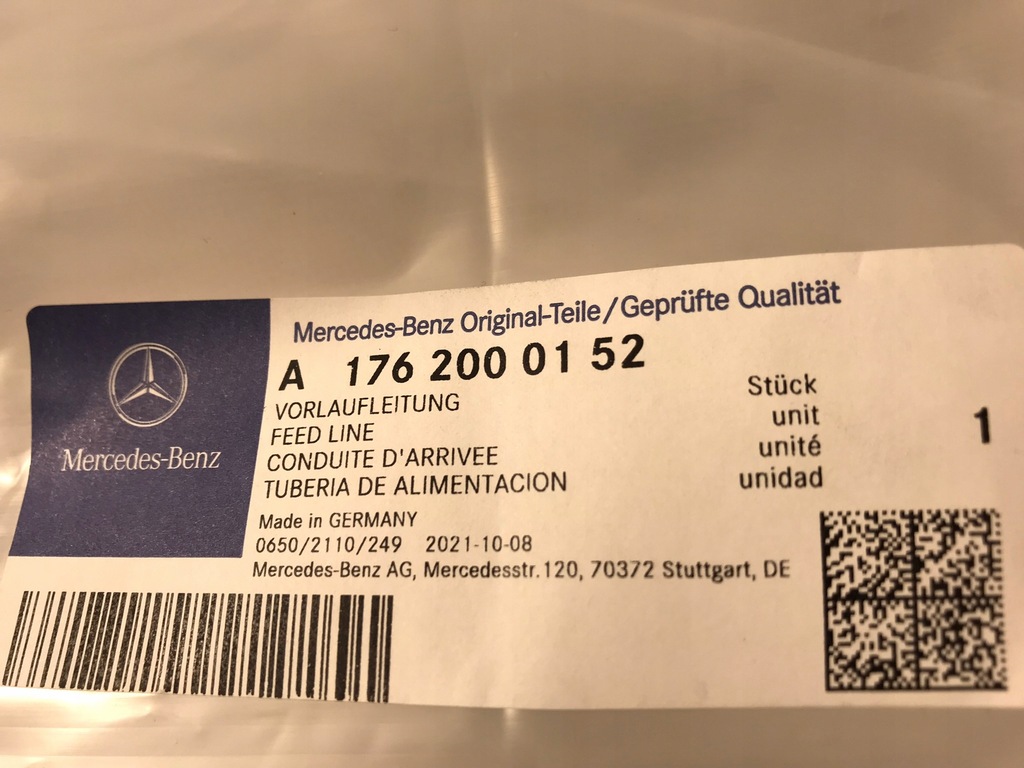 Mercedes-Benz Original-Teile/Geprüfte Qualität
A 176 200 01 52
VORLAUFLEITUNG
FEED LINE
CONDUITE D'ARRIVEE
TUBERIA DE ALIMENTACION
Stück
unit
unité
unidad
1
Mercedes-Benz
Made in GERMANY
0650/2110/249 2021-10-08
Mercedes-Benz AG, Mercedesstr.120, 70372 Stuttgart, DE